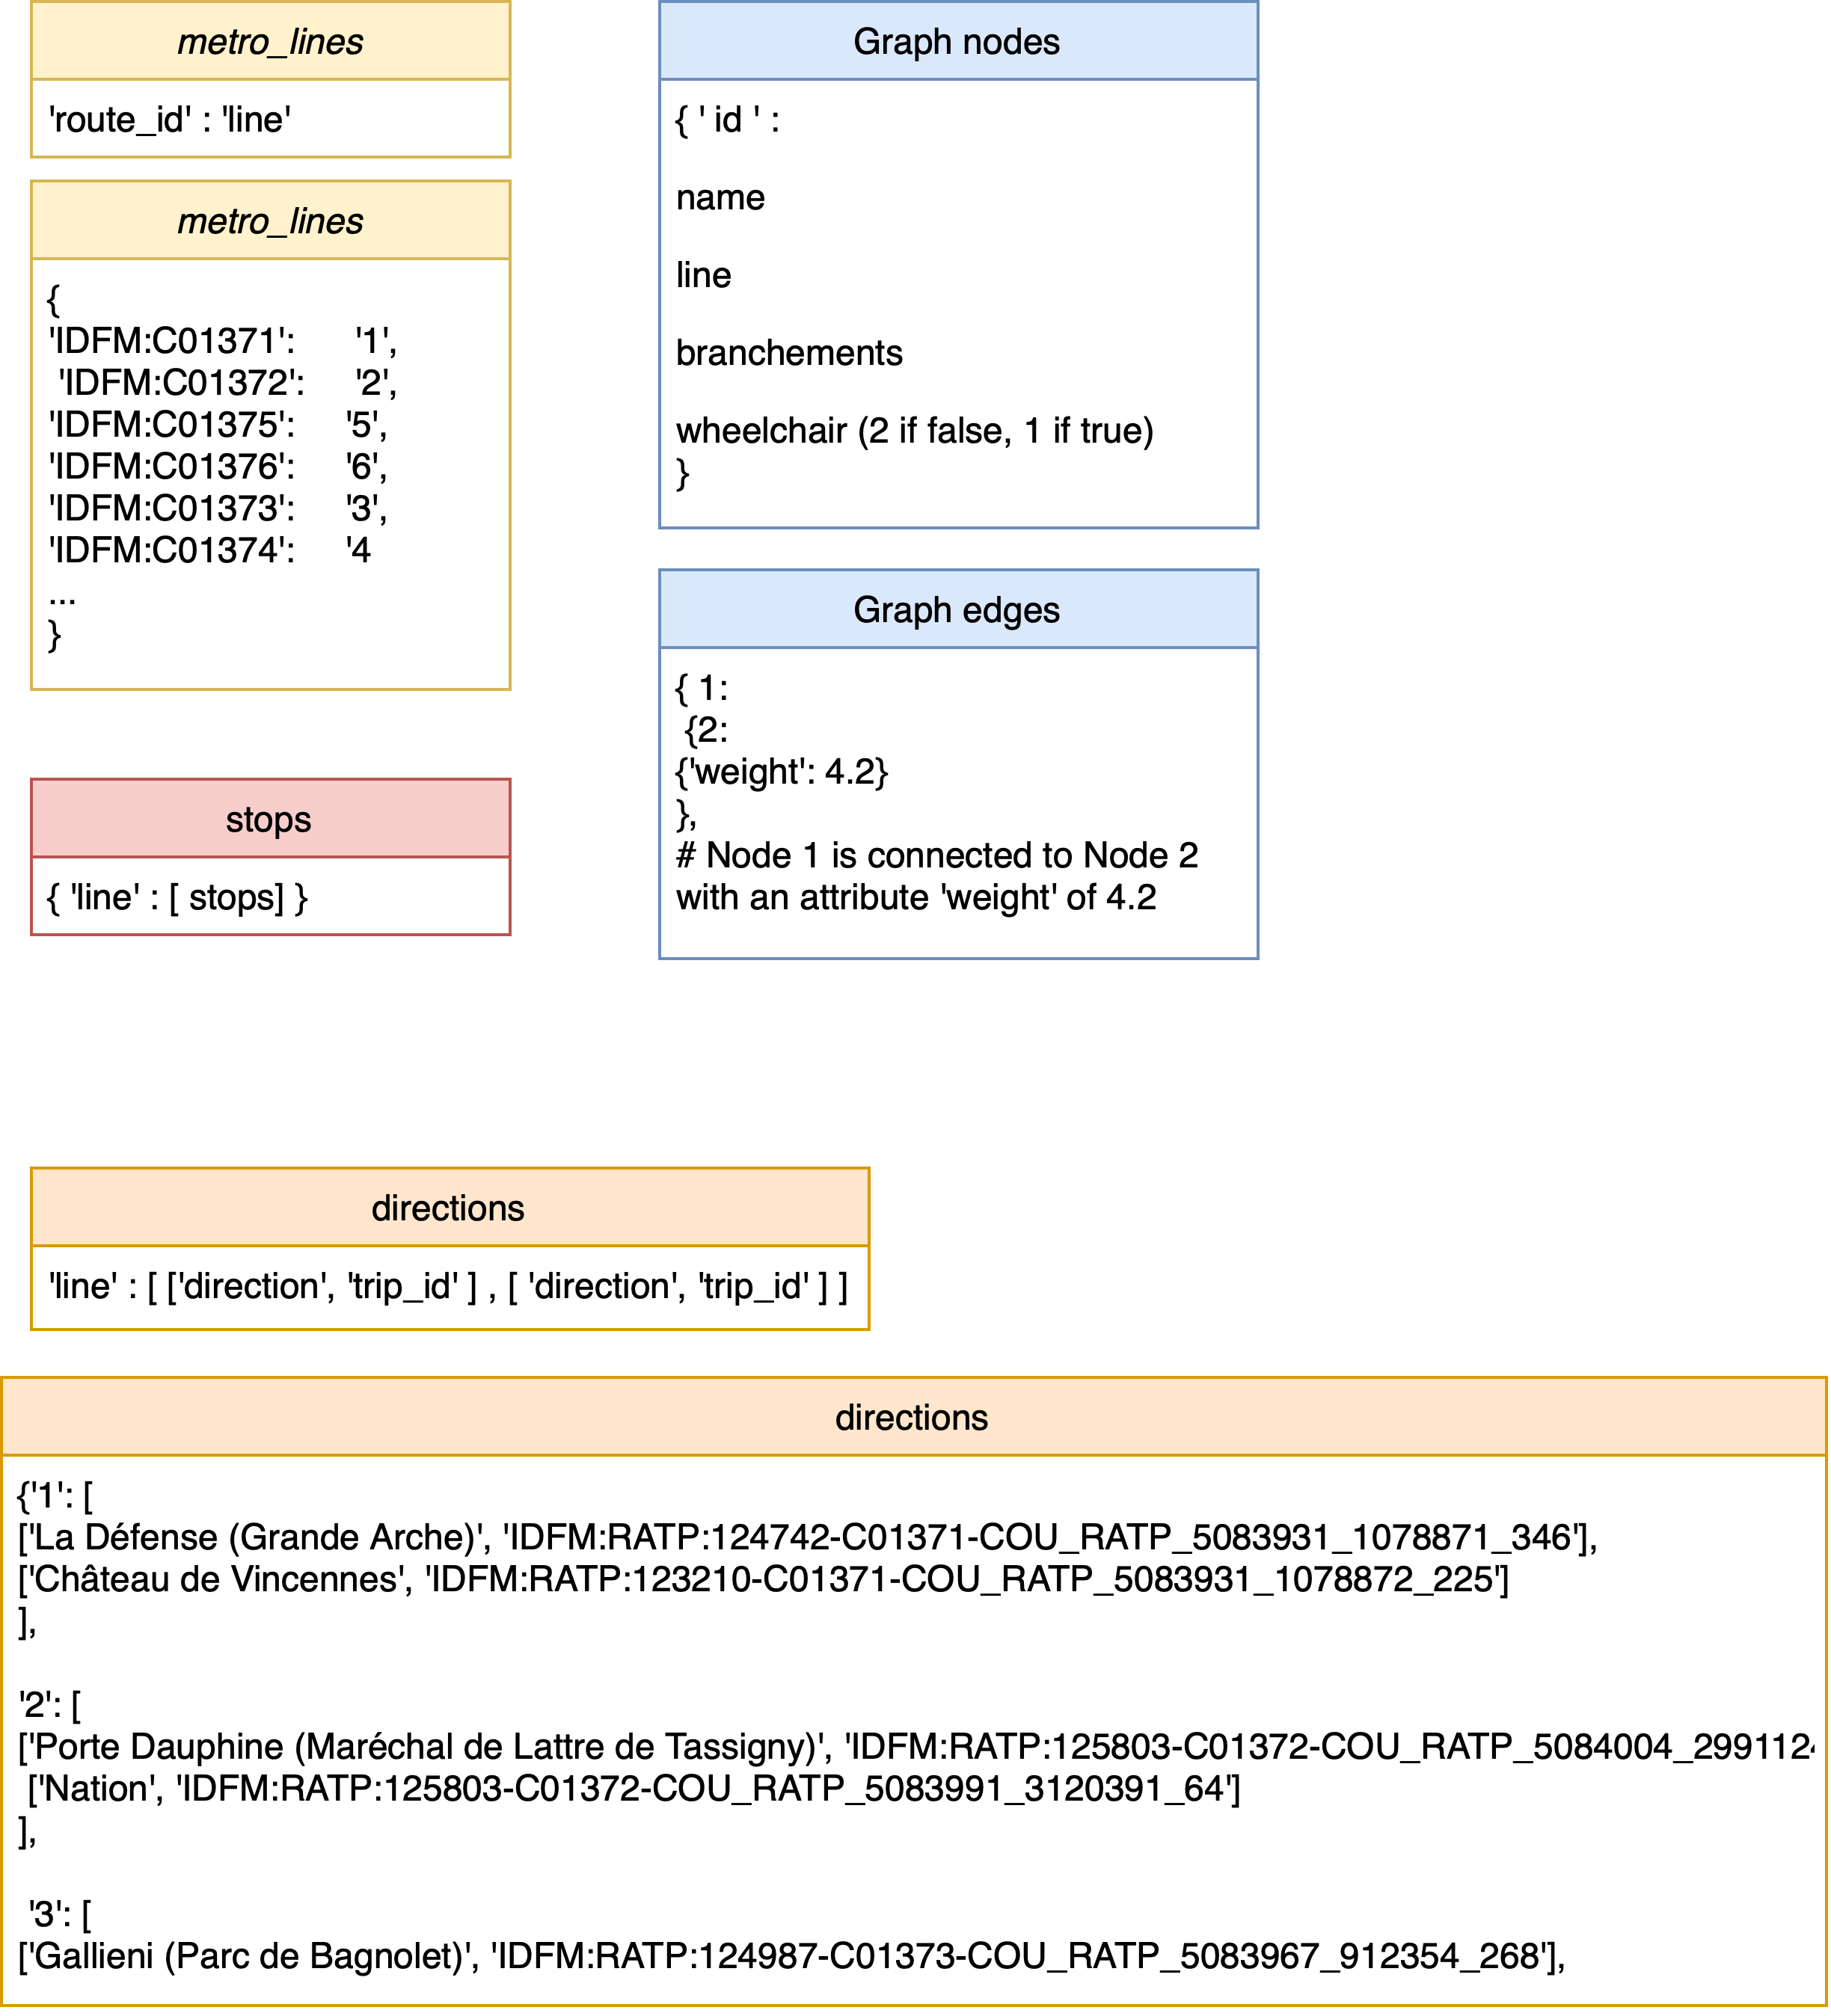 metro_lines
'route_id' : 'line'
metro_lines
{
'IDFM:C01371': '1',
'IDFM:C01372': '2',
'IDFM:C01375': '5',
'IDFM:C01376': '6',
'IDFM:C01373': '3',
'IDFM:C01374': '4
...
}
stops
{ 'line' : [ stops] }
Graph nodes
{ ' id ' :
name
line
branchements
wheelchair (2 if false, 1 if true)
}
Graph edges
{ 1:
{2:
{'weight': 4.2}
},
# Node 1 is connected to Node 2
with an attribute 'weight' of 4.2
directions
'line' : [ ['direction', 'trip_id' ] , [ 'direction', 'trip_id' ] ]
directions
{'1': [
['La Défense (Grande Arche)', 'IDFM:RATP:124742-C01371-COU_RATP_5083931_1078871_346'],
['Château de Vincennes', 'IDFM:RATP:123210-C01371-COU_RATP_5083931_1078872_225']
],
'2': [
['Porte Dauphine (Maréchal de Lattre de Tassigny)', 'IDFM:RATP:125803-C01372-COU_RATP_5084004_299112
['Nation', 'IDFM:RATP:125803-C01372-COU_RATP_5083991_3120391_64']
],
'3': [
['Gallieni (Parc de Bagnolet)', 'IDFM:RATP:124987-C01373-COU_RATP_5083967_912354_268'],